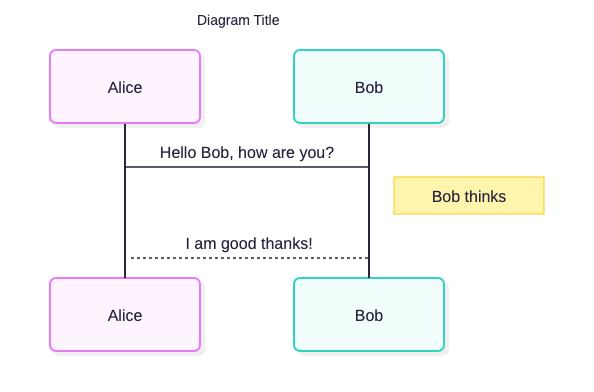 Diagram Title
Alice
Bob
Hello Bob, how are you?
Bob thinks
I am good thanks!
Alice
Bob